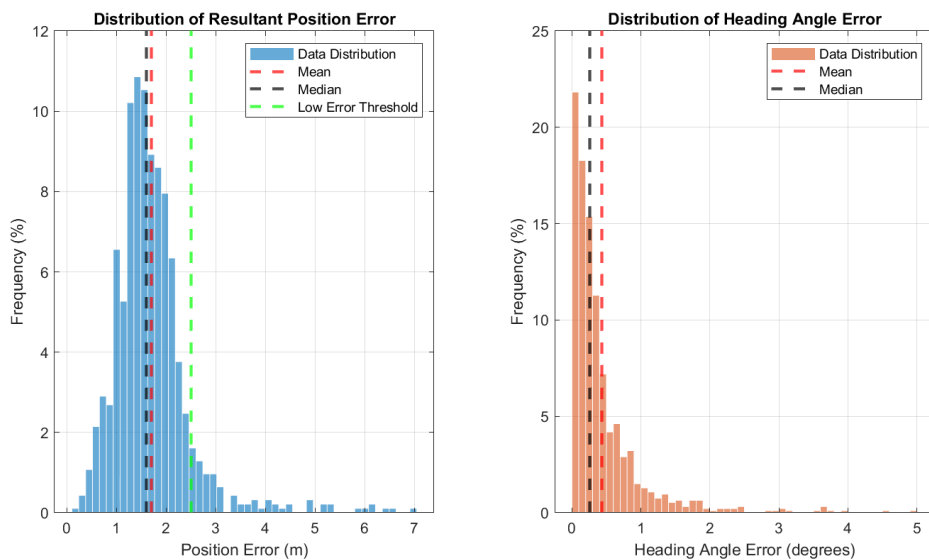 Distribution of Resultant Position Error
12
10
8
6
4
2
0
Frequency (%)
0 1 2 3 4 5 6 7
Position Error (m)
Data Distribution
Mean
Median
Low Error Threshold
Distribution of Heading Angle Error
25
20
15
10
5
0
Frequency (%)
0 1 2 3 4 5
Heading Angle Error (degrees)
Data Distribution
Mean
Median